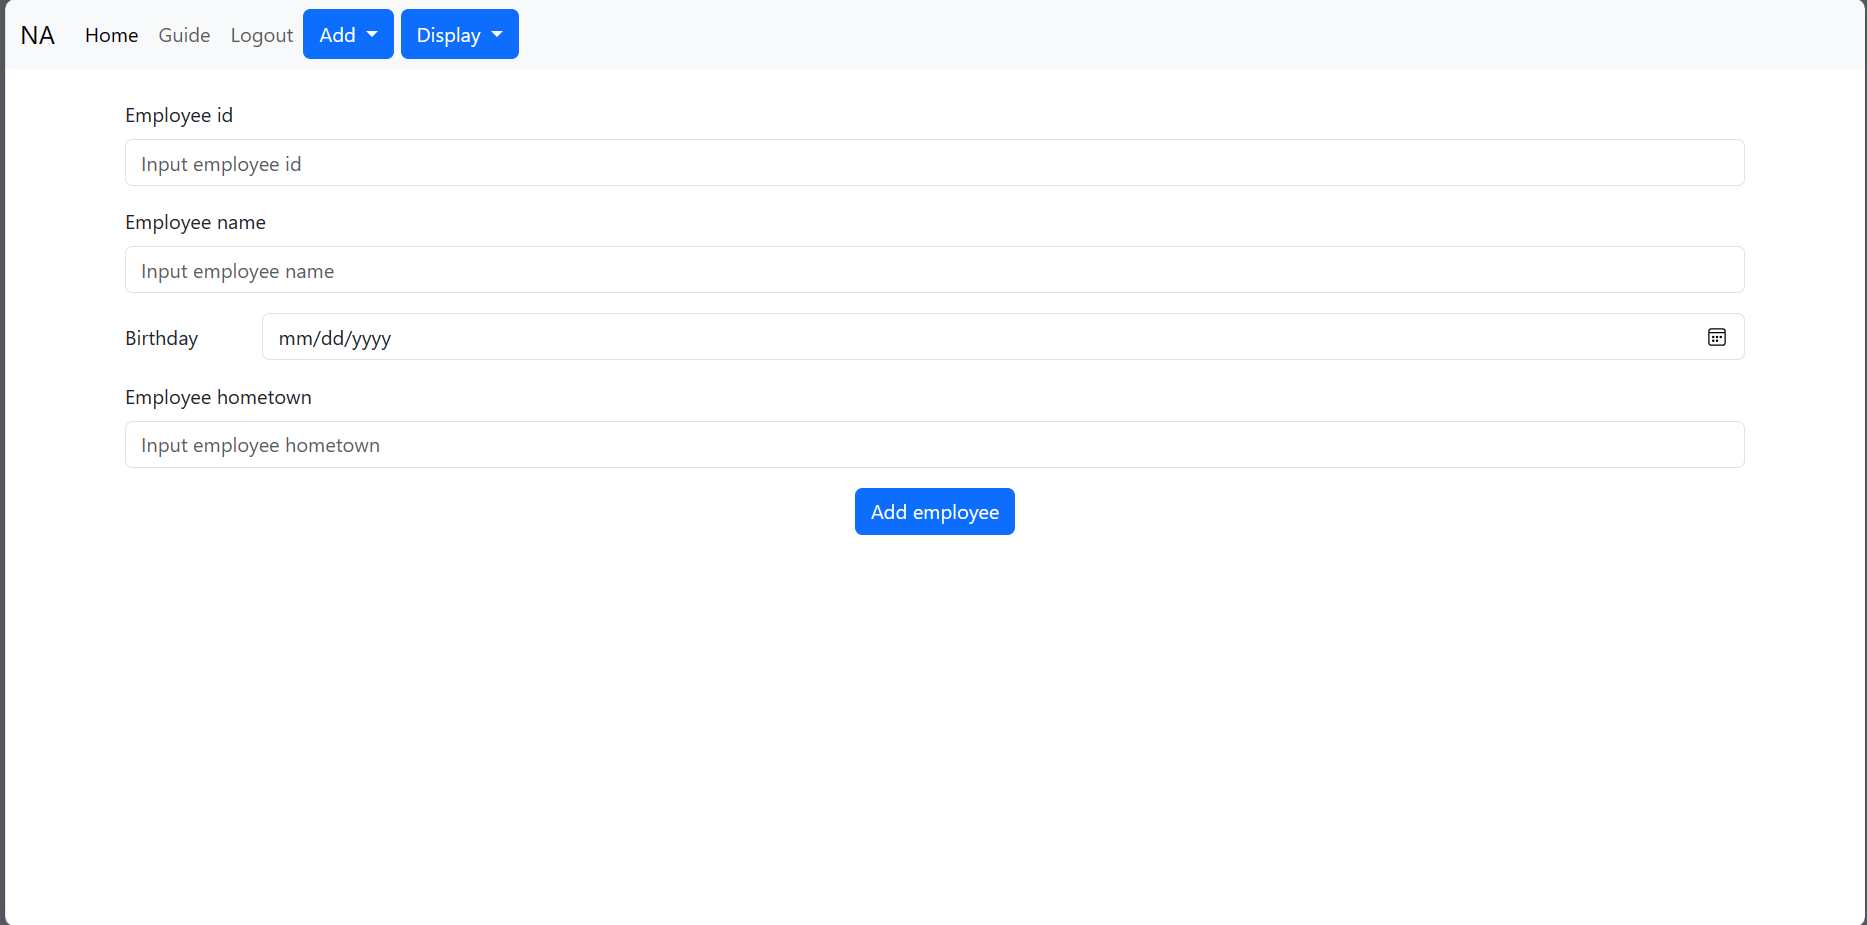 NA Home Guide Logout Add Display
Employee id
Input employee id
Employee name
Input employee name
Birthday mm/dd/yyyy
Employee hometown
Input employee hometown
Add employee